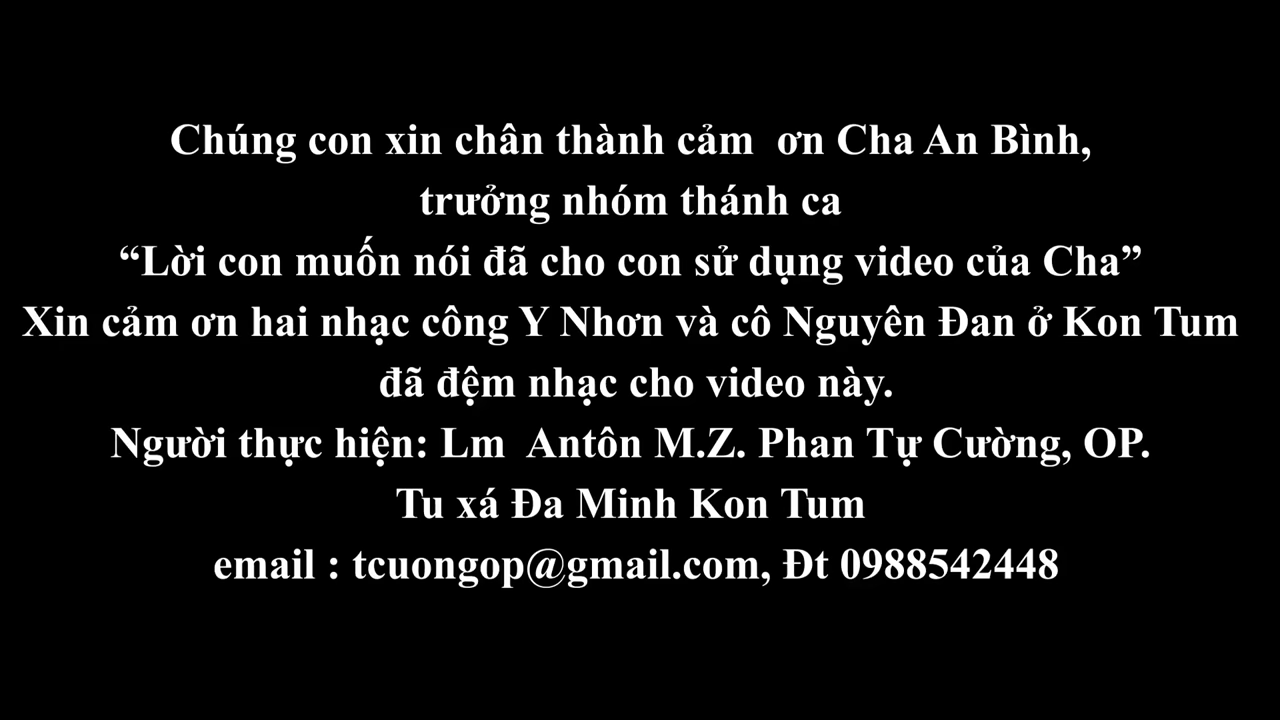 Chúng con xin chân thành cảm  ơn Cha An Bình,
trưởng nhóm thánh ca
“Lời con muốn nói đã cho con sử dụng video của Cha”
Xin cảm ơn hai nhạc công Y Nhơn và cô Nguyên Đan ở Kon Tum
đã đệm nhạc cho video này.
Người thực hiện: Lm  Antôn M.Z. Phan Tự Cường, OP.
Tu xá Đa Minh Kon Tum
email : tcuongop@gmail.com, Đt 0988542448